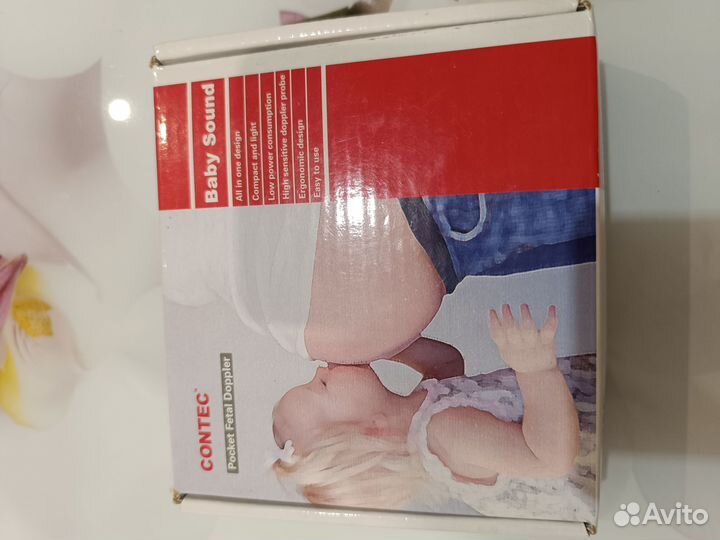 CONTEC™
Pocket Fetal Doppler
Baby Sound
All in one design
Compact and light
Low power consumption
High sensitive doppler probe
Ergonomic design
Easy to use
Avito